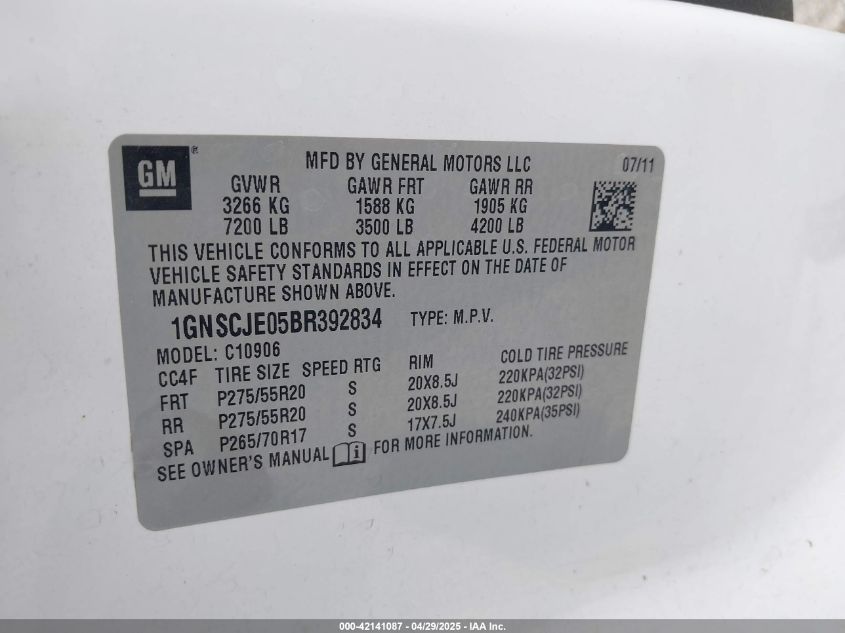 GM ®
MFD BY GENERAL MOTORS LLC 07/11
GVWR GAWR FRT GAWR RR
3266 KG 1588 KG 1905 KG
7200 LB 3500 LB 4200 LB
THIS VEHICLE CONFORMS TO ALL APPLICABLE U.S. FEDERAL MOTOR
VEHICLE SAFETY STANDARDS IN EFFECT ON THE DATE OF
MANUFACTURE SHOWN ABOVE.
1GNSCJE05BR392834 TYPE: M.P.V.
MODEL: C10906
CC4F TIRE SIZE SPEED RTG RIM COLD TIRE PRESSURE
FRT P275/55R20 S 20X8.5J 220KPA(32PSI)
RR P275/55R20 S 20X8.5J 220KPA(32PSI)
SPA P265/70R17 S 17X7.5J 240KPA(35PSI)
SEE OWNER'S MANUAL i FOR MORE INFORMATION.
000-42141087 - 04/29/2025 - IAA Inc.